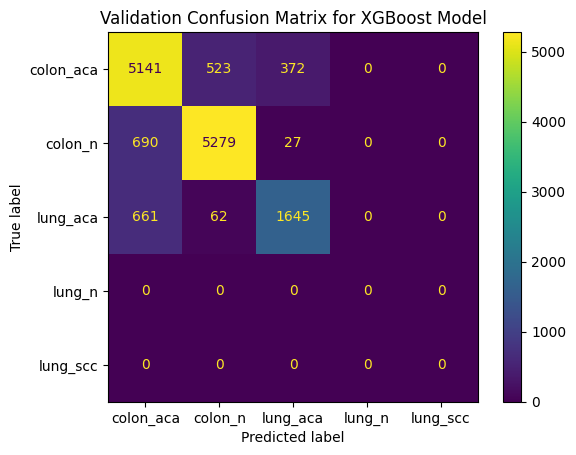 Validation Confusion Matrix for XGBoost Model
colon_aca 5141 523 372 0 0
colon_n 690 5279 27 0 0
lung_aca 661 62 1645 0 0
lung_n 0 0 0 0 0
lung_scc 0 0 0 0 0
colon_aca colon_n lung_aca lung_n lung_scc
True label
Predicted label
5000
4000
3000
2000
1000
0